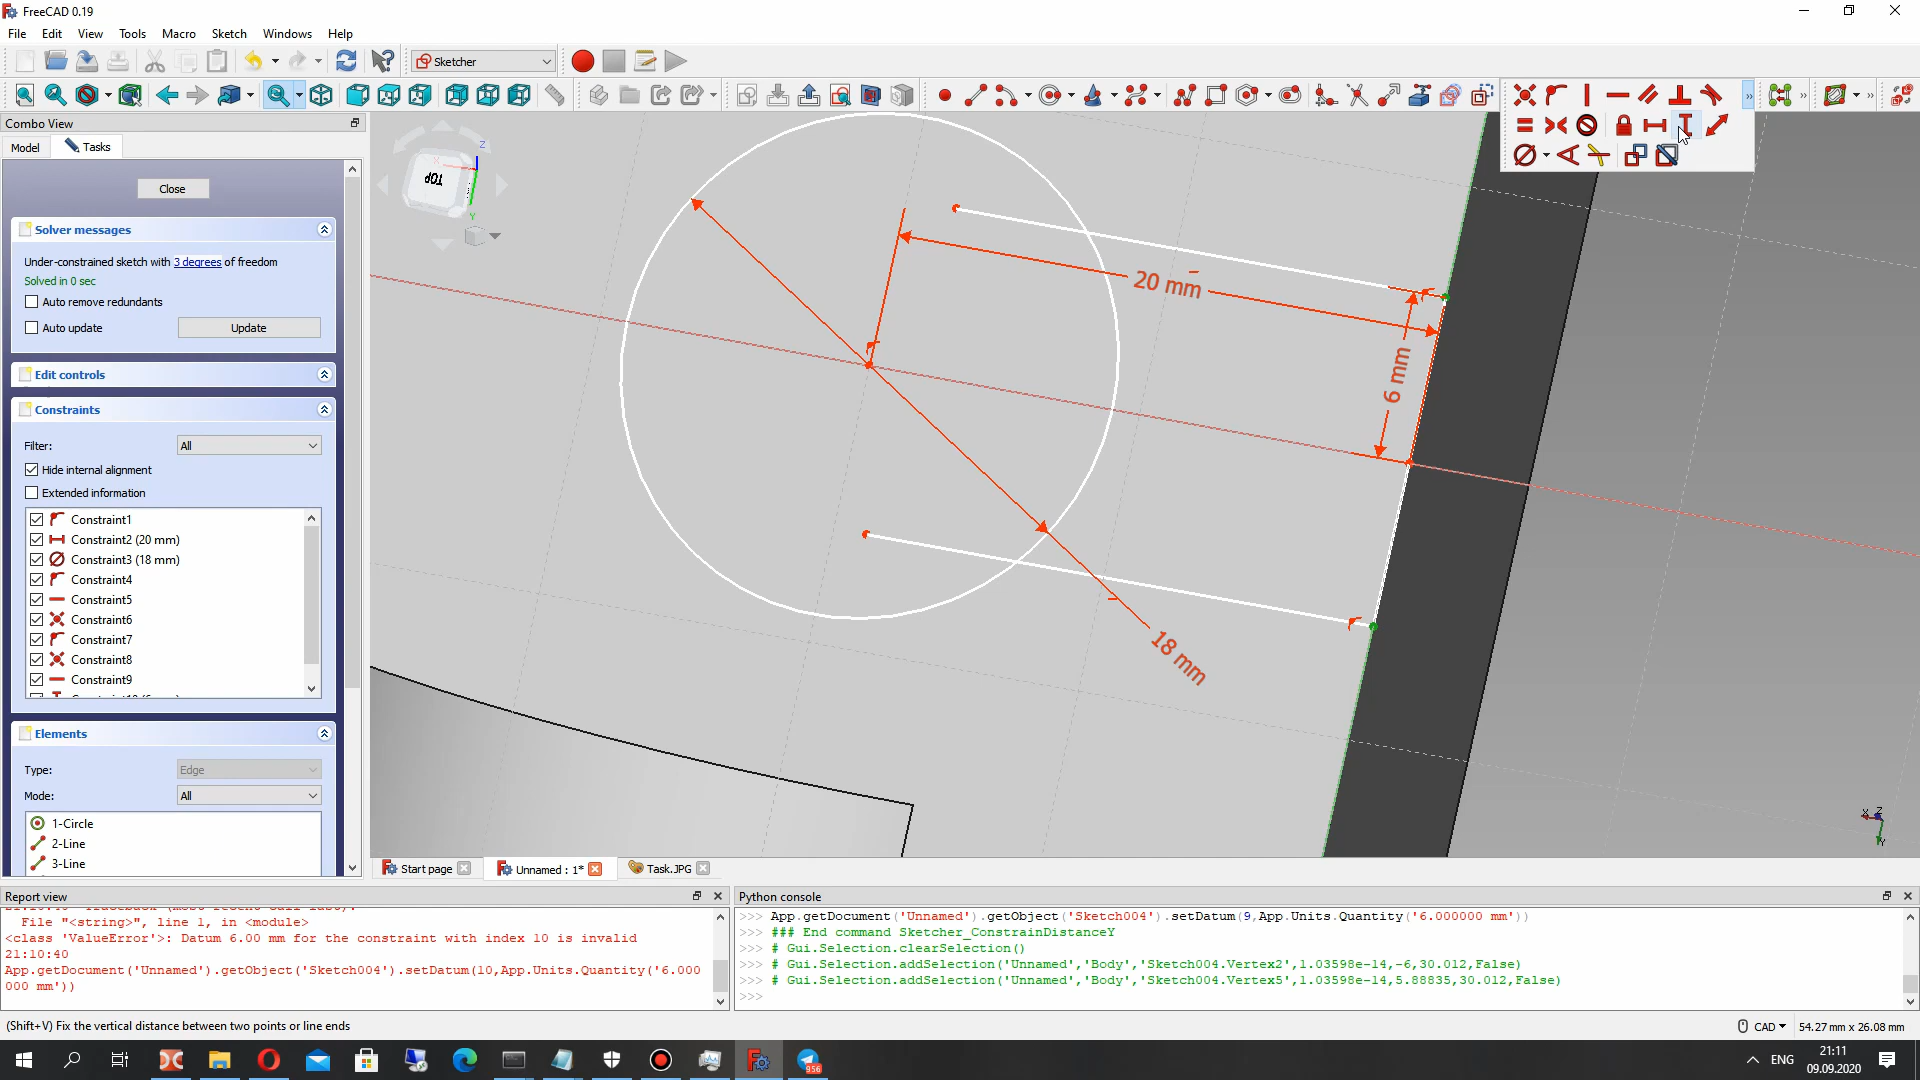 FreeCAD 0.19
File Edit View Tools Macro Sketch Windows Help
Sketcher
Combo View
Model Tasks
Close
Solver messages
Under-constrained sketch with 3 degrees of freedom
Solved in 0 sec
Auto remove redundants
Auto update Update
Edit controls
Constraints
Filter: All
Hide internal alignment
Extended information
Constraint1
Constraint2 (20 mm)
Constraint3 (18 mm)
Constraint4
Constraint5
Constraint6
Constraint7
Constraint8
Constraint9
Elements
Type: Edge
Mode: All
1-Circle
2-Line
3-Line
TOP
X
Z
Y
20 mm
6 mm
18 mm
X Z
Y
Start page Unnamed : 1* Task.JPG
Report view
File "<string>", line 1, in <module>
<class 'ValueError'>: Datum 6.00 mm for the constraint with index 10 is invalid
21:10:40
App.getDocument('Unnamed').getObject('Sketch004').setDatum(10,App.Units.Quantity('6.000
000 mm'))
Python console
>>> App.getDocument('Unnamed').getObject('Sketch004').setDatum(9,App.Units.Quantity('6.000000 mm'))
>>> ### End command Sketcher_ConstrainDistanceY
>>> # Gui.Selection.clearSelection()
>>> # Gui.Selection.addSelection('Unnamed','Body','Sketch004.Vertex2',1.03598e-14,-6,30.012,False)
>>> # Gui.Selection.addSelection('Unnamed','Body','Sketch004.Vertex5',1.03598e-14,5.88835,30.012,False)
>>>
(Shift+V) Fix the vertical distance between two points or line ends
CAD 54.27 mm x 26.08 mm
956
ENG
21:11
09.09.2020